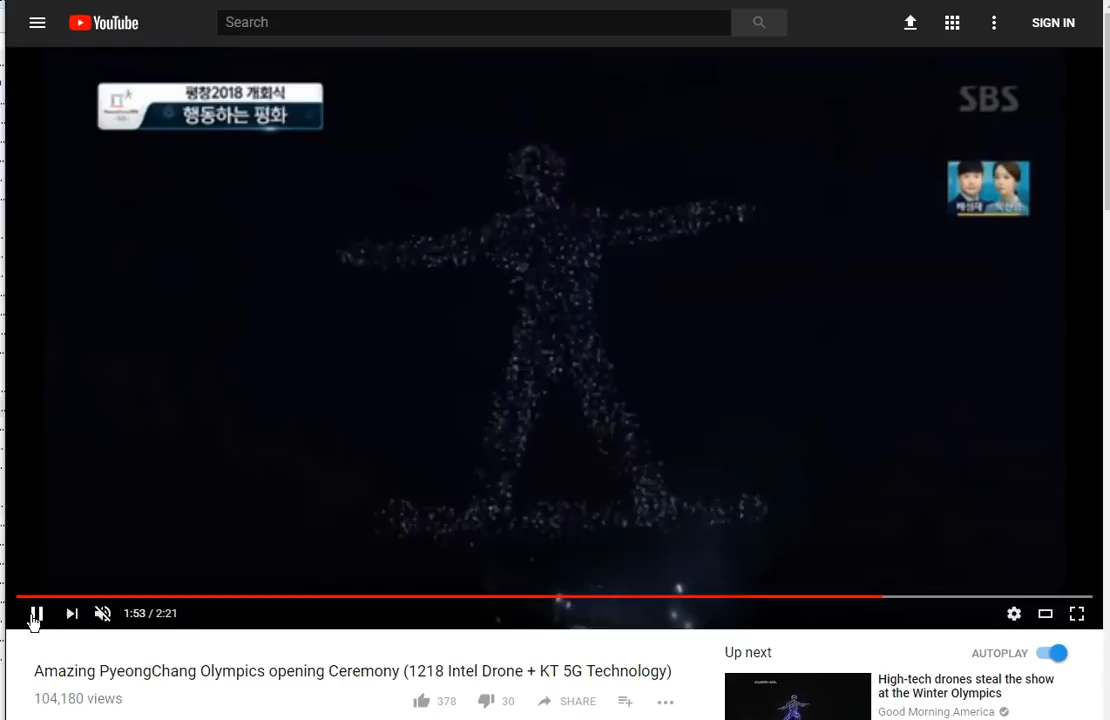 YouTube
Search
SIGN IN
평창2018 개회식
행동하는 평화
SBS
배성재
1:53 / 2:21
Up next
AUTOPLAY
Amazing PyeongChang Olympics opening Ceremony (1218 Intel Drone + KT 5G Technology)
104,180 views
378
30
SHARE
High-tech drones steal the show
at the Winter Olympics
Good Morning America